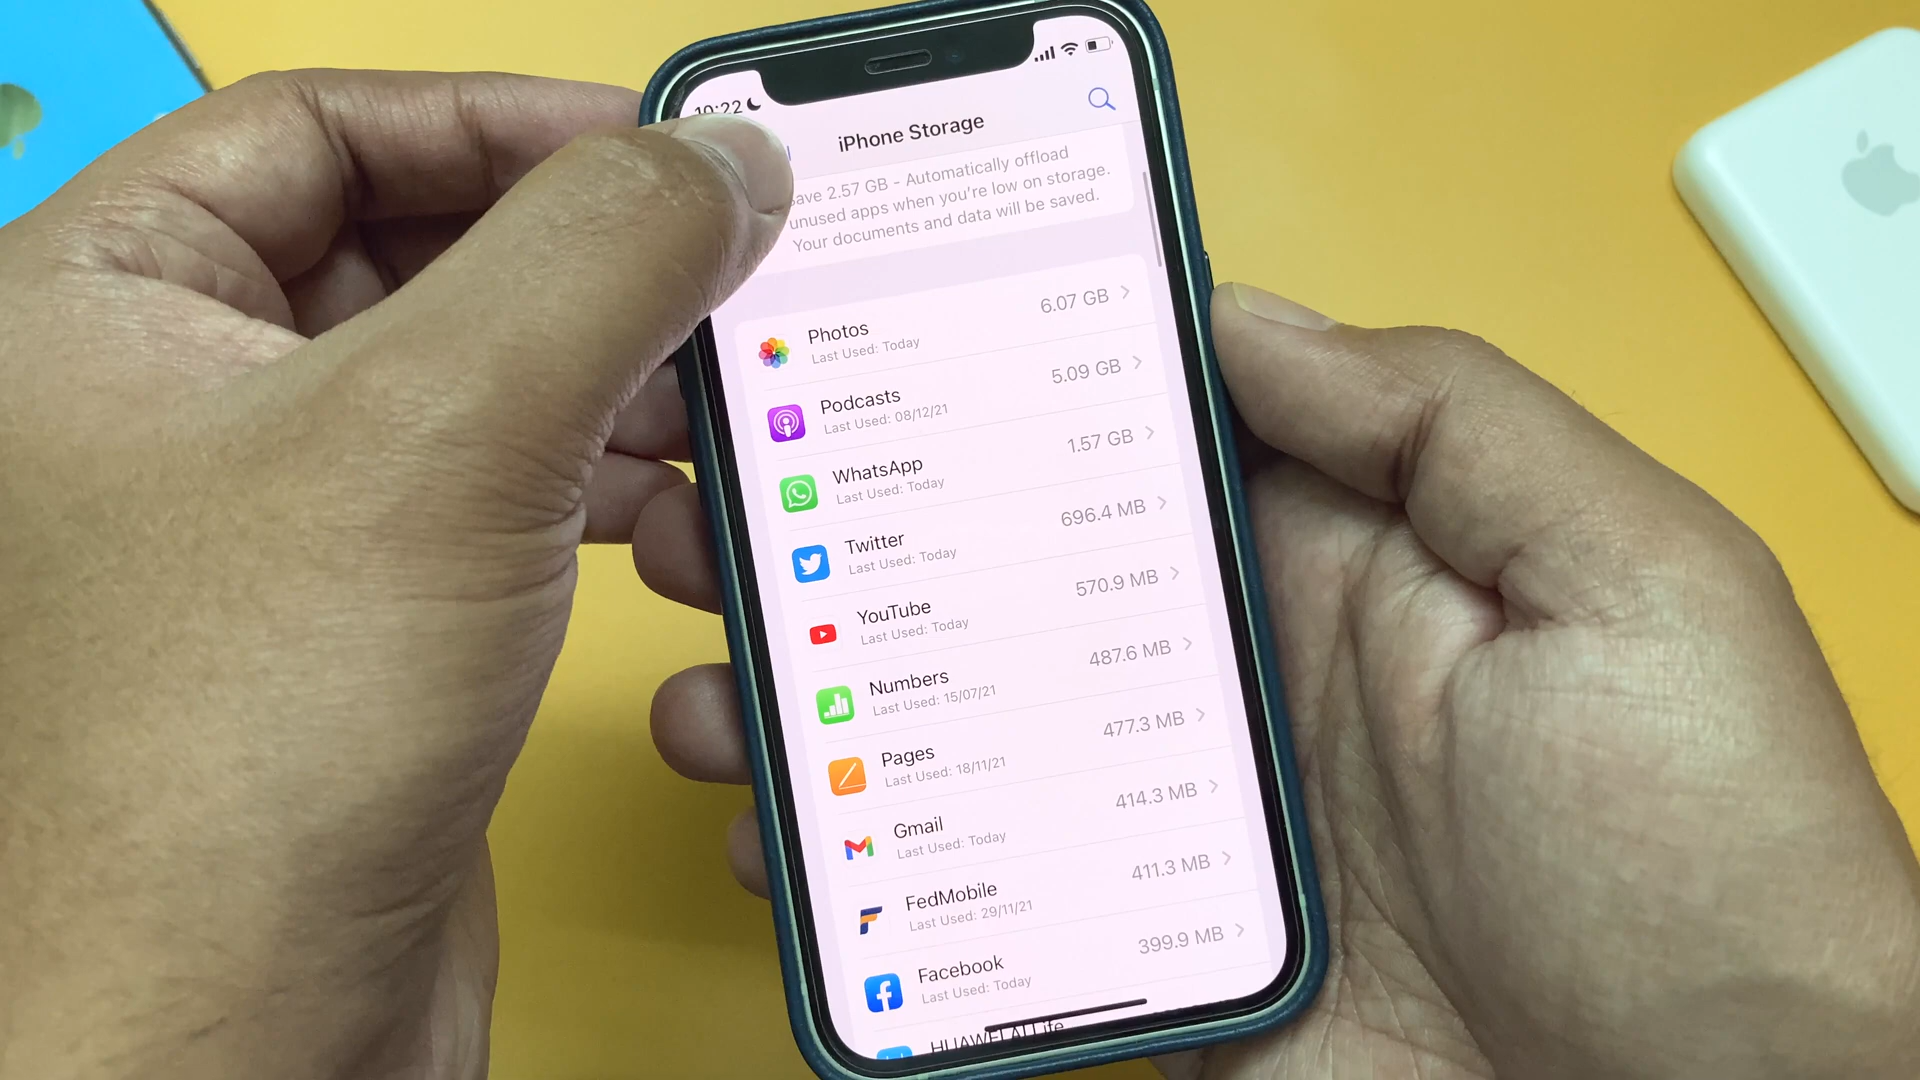 10:22
iPhone Storage
Save 2.57 GB - Automatically offload
unused apps when you're low on storage.
Your documents and data will be saved.
Photos
Last Used: Today
6.07 GB
Podcasts
Last Used: 08/12/21
5.09 GB
WhatsApp
Last Used: Today
1.57 GB
Twitter
Last Used: Today
696.4 MB
YouTube
Last Used: Today
570.9 MB
Numbers
Last Used: 15/07/21
487.6 MB
Pages
Last Used: 18/11/21
477.3 MB
Gmail
Last Used: Today
414.3 MB
FedMobile
Last Used: 29/11/21
411.3 MB
Facebook
Last Used: Today
399.9 MB
HUAWEI AI Life